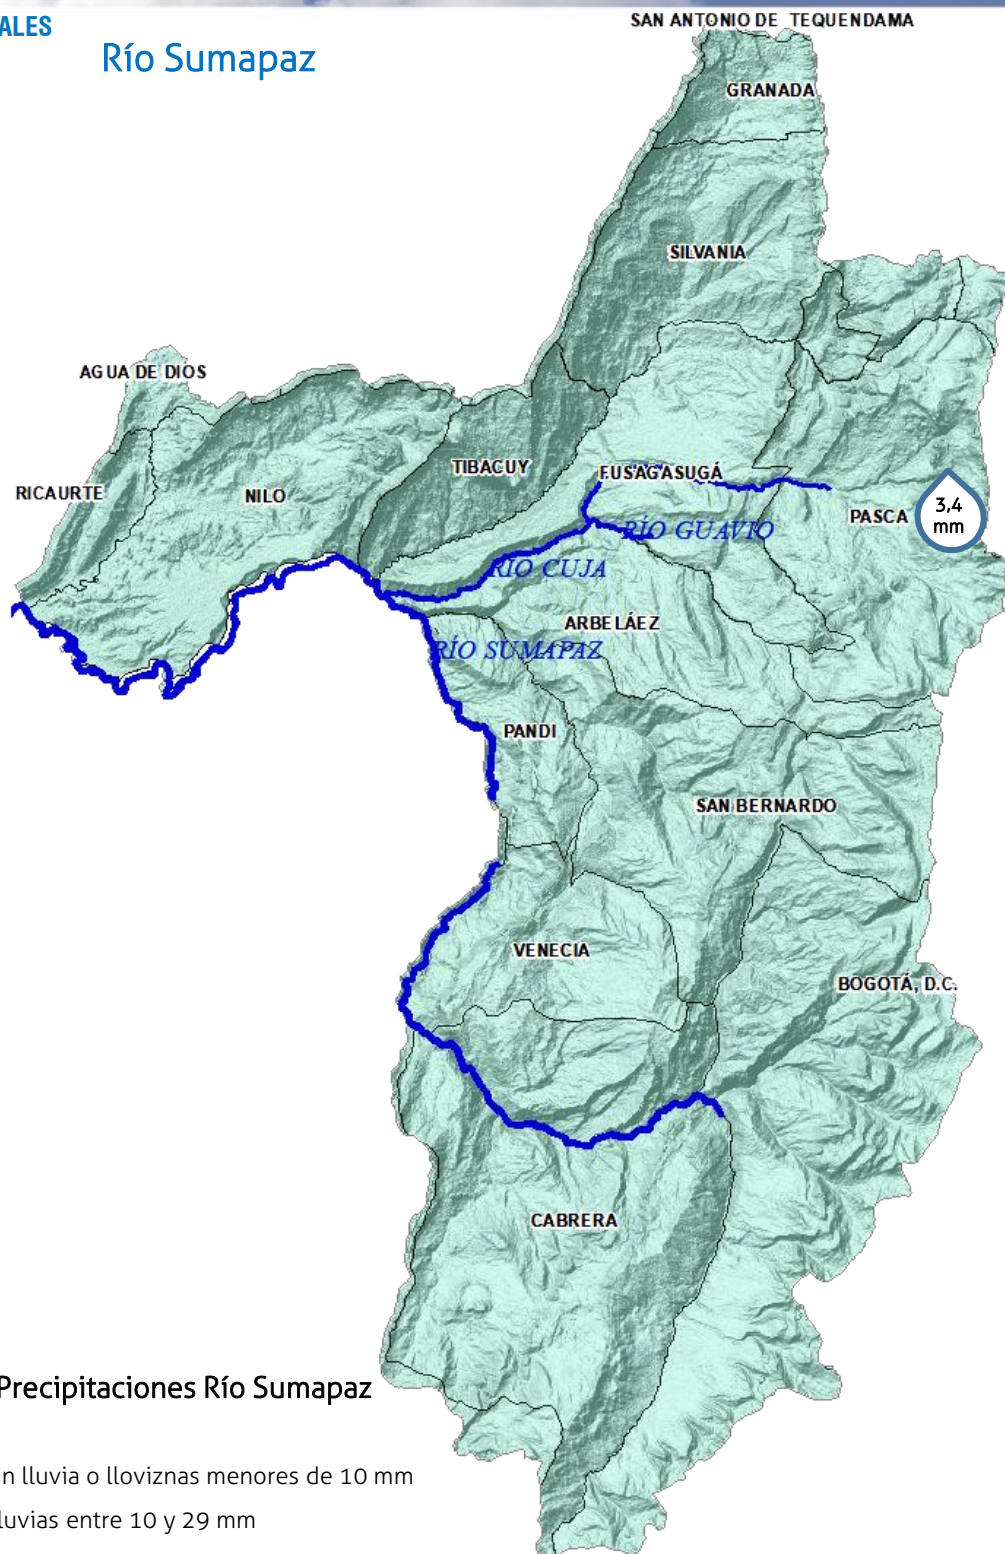 ALES
Río Sumapaz
SAN ANTONIO DE TEQUENDAMA
GRANADA
SILVANIA
AGUA DE DIOS
RICAURTE
NILO
TIBACUY
FUSAGASUGÁ
PASCA
3,4
mm
RÍO GUAVIO
RÍO CUJA
ARBELÁEZ
RÍO SUMAPAZ
PANDI
SAN BERNARDO
VENECIA
BOGOTÁ, D.C.
CABRERA
Precipitaciones Río Sumapaz
n lluvia o lloviznas menores de 10 mm
luvias entre 10 y 29 mm